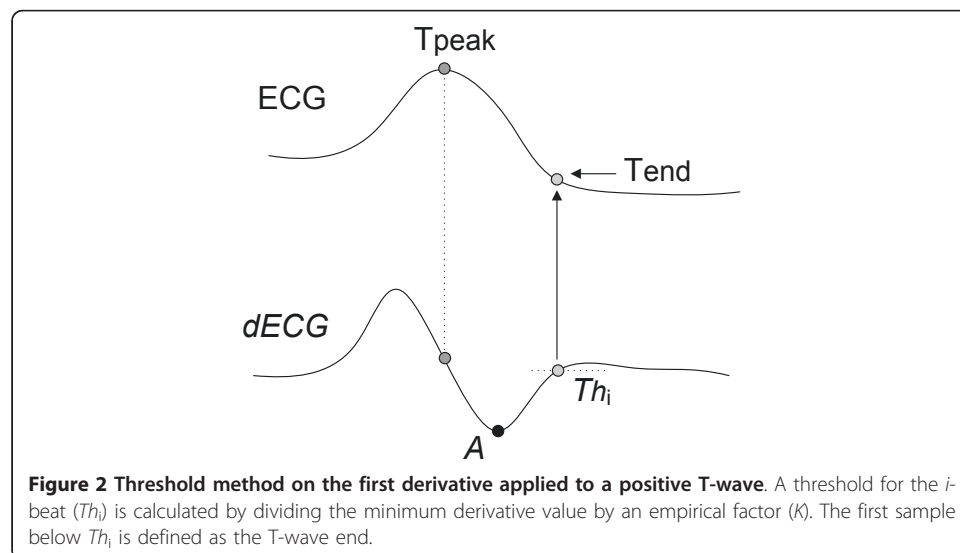 Tpeak
ECG
Tend
dECG
Thi
A
Figure 2 Threshold method on the first derivative applied to a positive T-wave. A threshold for the i-
beat (Thi) is calculated by dividing the minimum derivative value by an empirical factor (K). The first sample
below Thi is defined as the T-wave end.